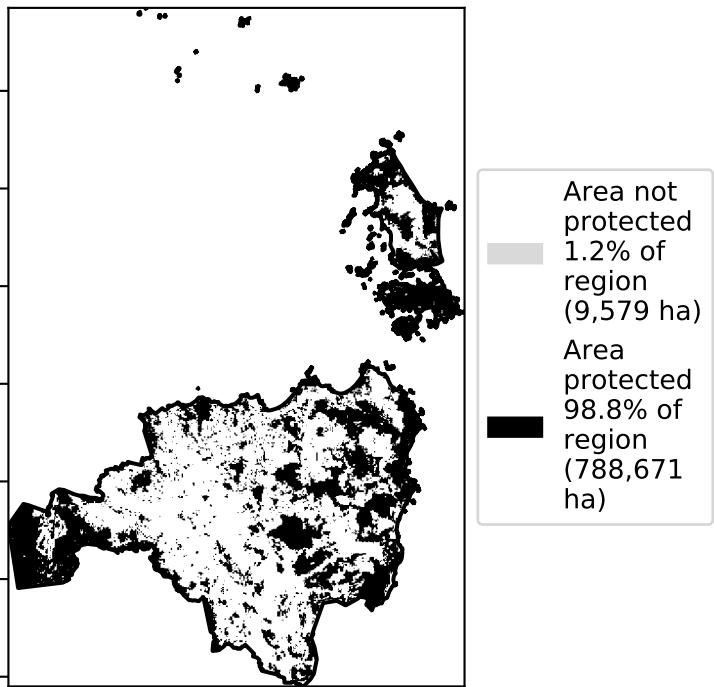 Area not
protected
1.2% of
region
(9,579 ha)
Area
protected
98.8% of
region
(788,671
ha)